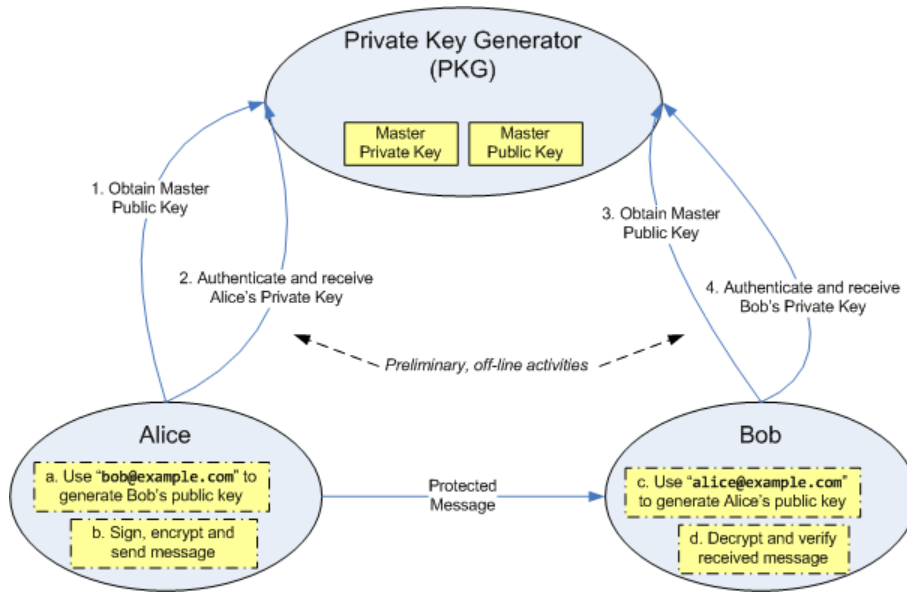 Private Key Generator
(PKG)
Master
Private Key
Master
Public Key
1. Obtain Master
Public Key
2. Authenticate and receive
Alice's Private Key
3. Obtain Master
Public Key
4. Authenticate and receive
Bob's Private Key
Preliminary, off-line activities
Alice
a. Use “bob@example.com” to
generate Bob's public key
b. Sign, encrypt and
send message
Protected
Message
Bob
c. Use “alice@example.com”
to generate Alice's public key
d. Decrypt and verify
received message